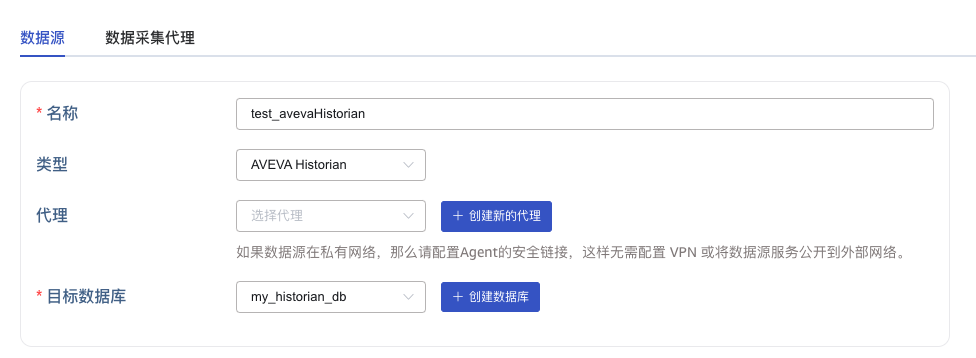 数据源 数据采集代理
* 名称 test_avevaHistorian
类型 AVEVA Historian
代理 选择代理 + 创建新的代理
如果数据源在私有网络，那么请配置Agent的安全链接，这样无需配置 VPN 或将数据源服务公开到外部网络。
* 目标数据库 my_historian_db + 创建数据库